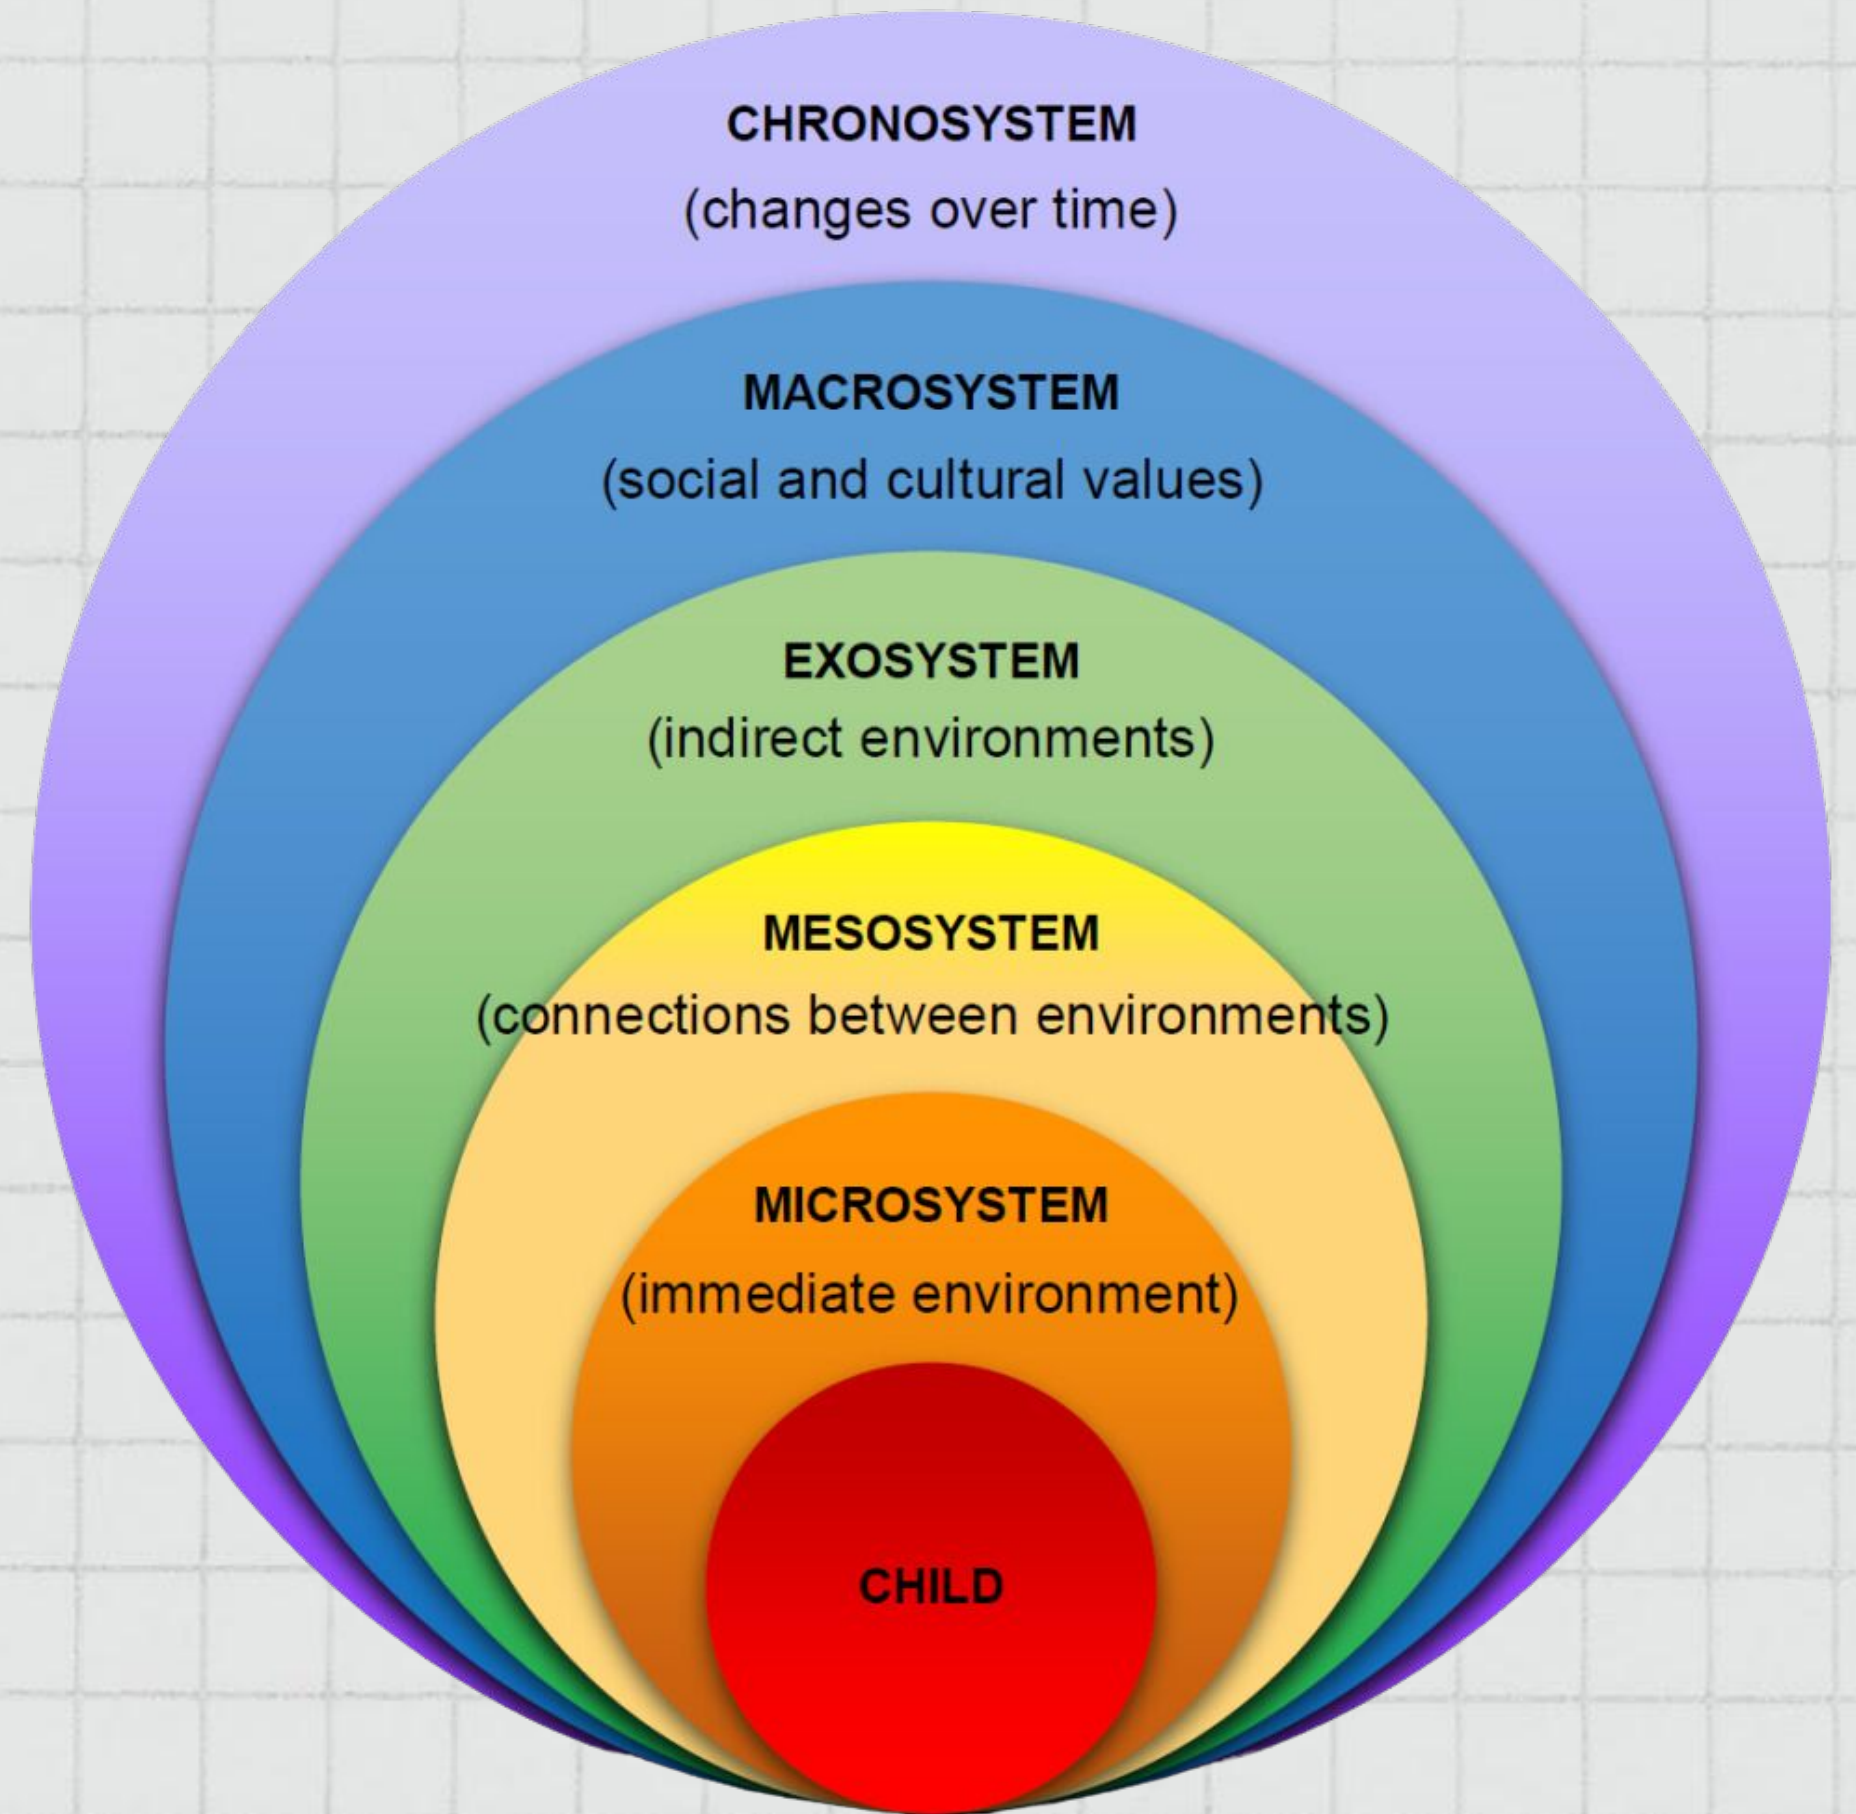 CHRONOSYSTEM
(changes over time)
MACROSYSTEM
(social and cultural values)
EXOSYSTEM
(indirect environments)
MESOSYSTEM
(connections between environments)
MICROSYSTEM
(immediate environment)
CHILD